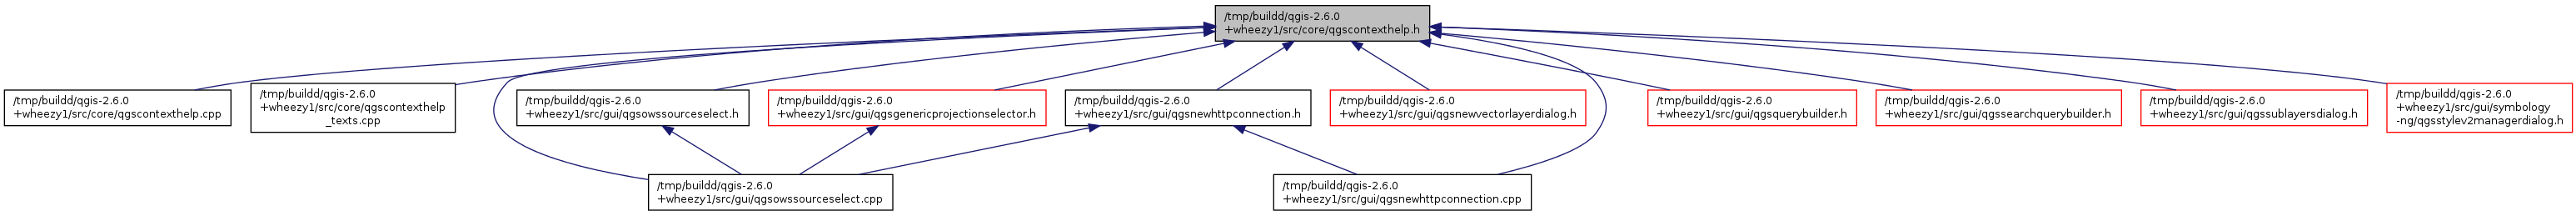 /tmp/buildd/qgis-2.6.0
+wheezy1/src/core/qgscontexthelp.h
/tmp/buildd/qgis-2.6.0
+wheezy1/src/core/qgscontexthelp.cpp
/tmp/buildd/qgis-2.6.0
+wheezy1/src/core/qgscontexthelp
_texts.cpp
/tmp/buildd/qgis-2.6.0
+wheezy1/src/gui/qgsowssourceselect.h
/tmp/buildd/qgis-2.6.0
+wheezy1/src/gui/qgsgenericprojectionselector.h
/tmp/buildd/qgis-2.6.0
+wheezy1/src/gui/qgsnewhttpconnection.h
/tmp/buildd/qgis-2.6.0
+wheezy1/src/gui/qgsnewvectorlayerdialog.h
/tmp/buildd/qgis-2.6.0
+wheezy1/src/gui/qgsquerybuilder.h
/tmp/buildd/qgis-2.6.0
+wheezy1/src/gui/qgssearchquerybuilder.h
/tmp/buildd/qgis-2.6.0
+wheezy1/src/gui/qgssublayersdialog.h
/tmp/buildd/qgis-2.6.0
+wheezy1/src/gui/symbology
-ng/qgsstylev2managerdialog.h
/tmp/buildd/qgis-2.6.0
+wheezy1/src/gui/qgsowssourceselect.cpp
/tmp/buildd/qgis-2.6.0
+wheezy1/src/gui/qgsnewhttpconnection.cpp